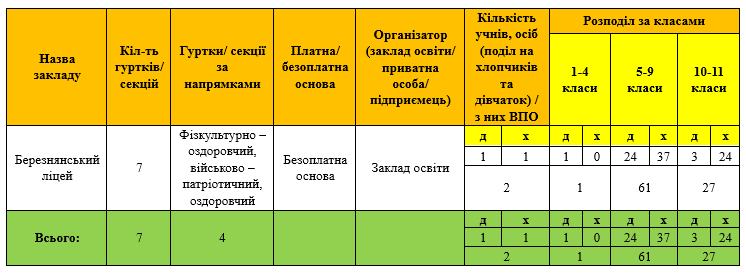 Назва
закладу
Кіл-ть
гуртків/
секцій
Гуртки/ секції
за
напрямками
Платна/
безоплатна
основа
Організатор
(заклад освіти/
приватна
особа/
підприємець)
Кількість
учнів, осіб
(поділ на
хлопчиків
та
дівчаток) /
з них ВПО
Розподіл за класами
1-4
класи
5-9
класи
10-11
класи
д х д х д х д х
Березнянський
ліцей
7
Фізкультурно –
оздоровчий,
військово –
патріотичний,
оздоровчий
Безоплатна
основа
Заклад освіти
1 1 1 0 24 37 3 24
2 1 61 27
Всього:
7
4
д х д х д х д х
1 1 1 0 24 37 3 24
2 1 61 27